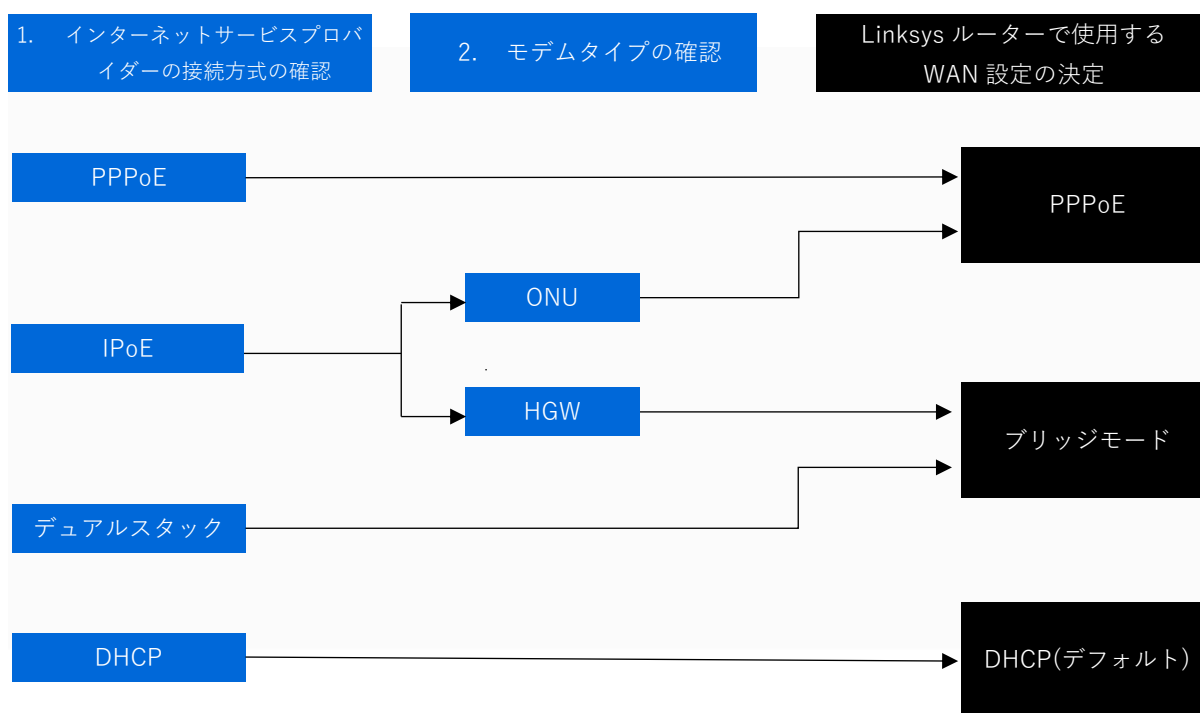 1. インターネットサービスプロバ
イダーの接続方式の確認
2. モデムタイプの確認
Linksys ルーターで使用する
WAN 設定の決定
PPPoE
PPPoE
ONU
IPoE
HGW
ブリッジモード
デュアルスタック
DHCP
DHCP(デフォルト)